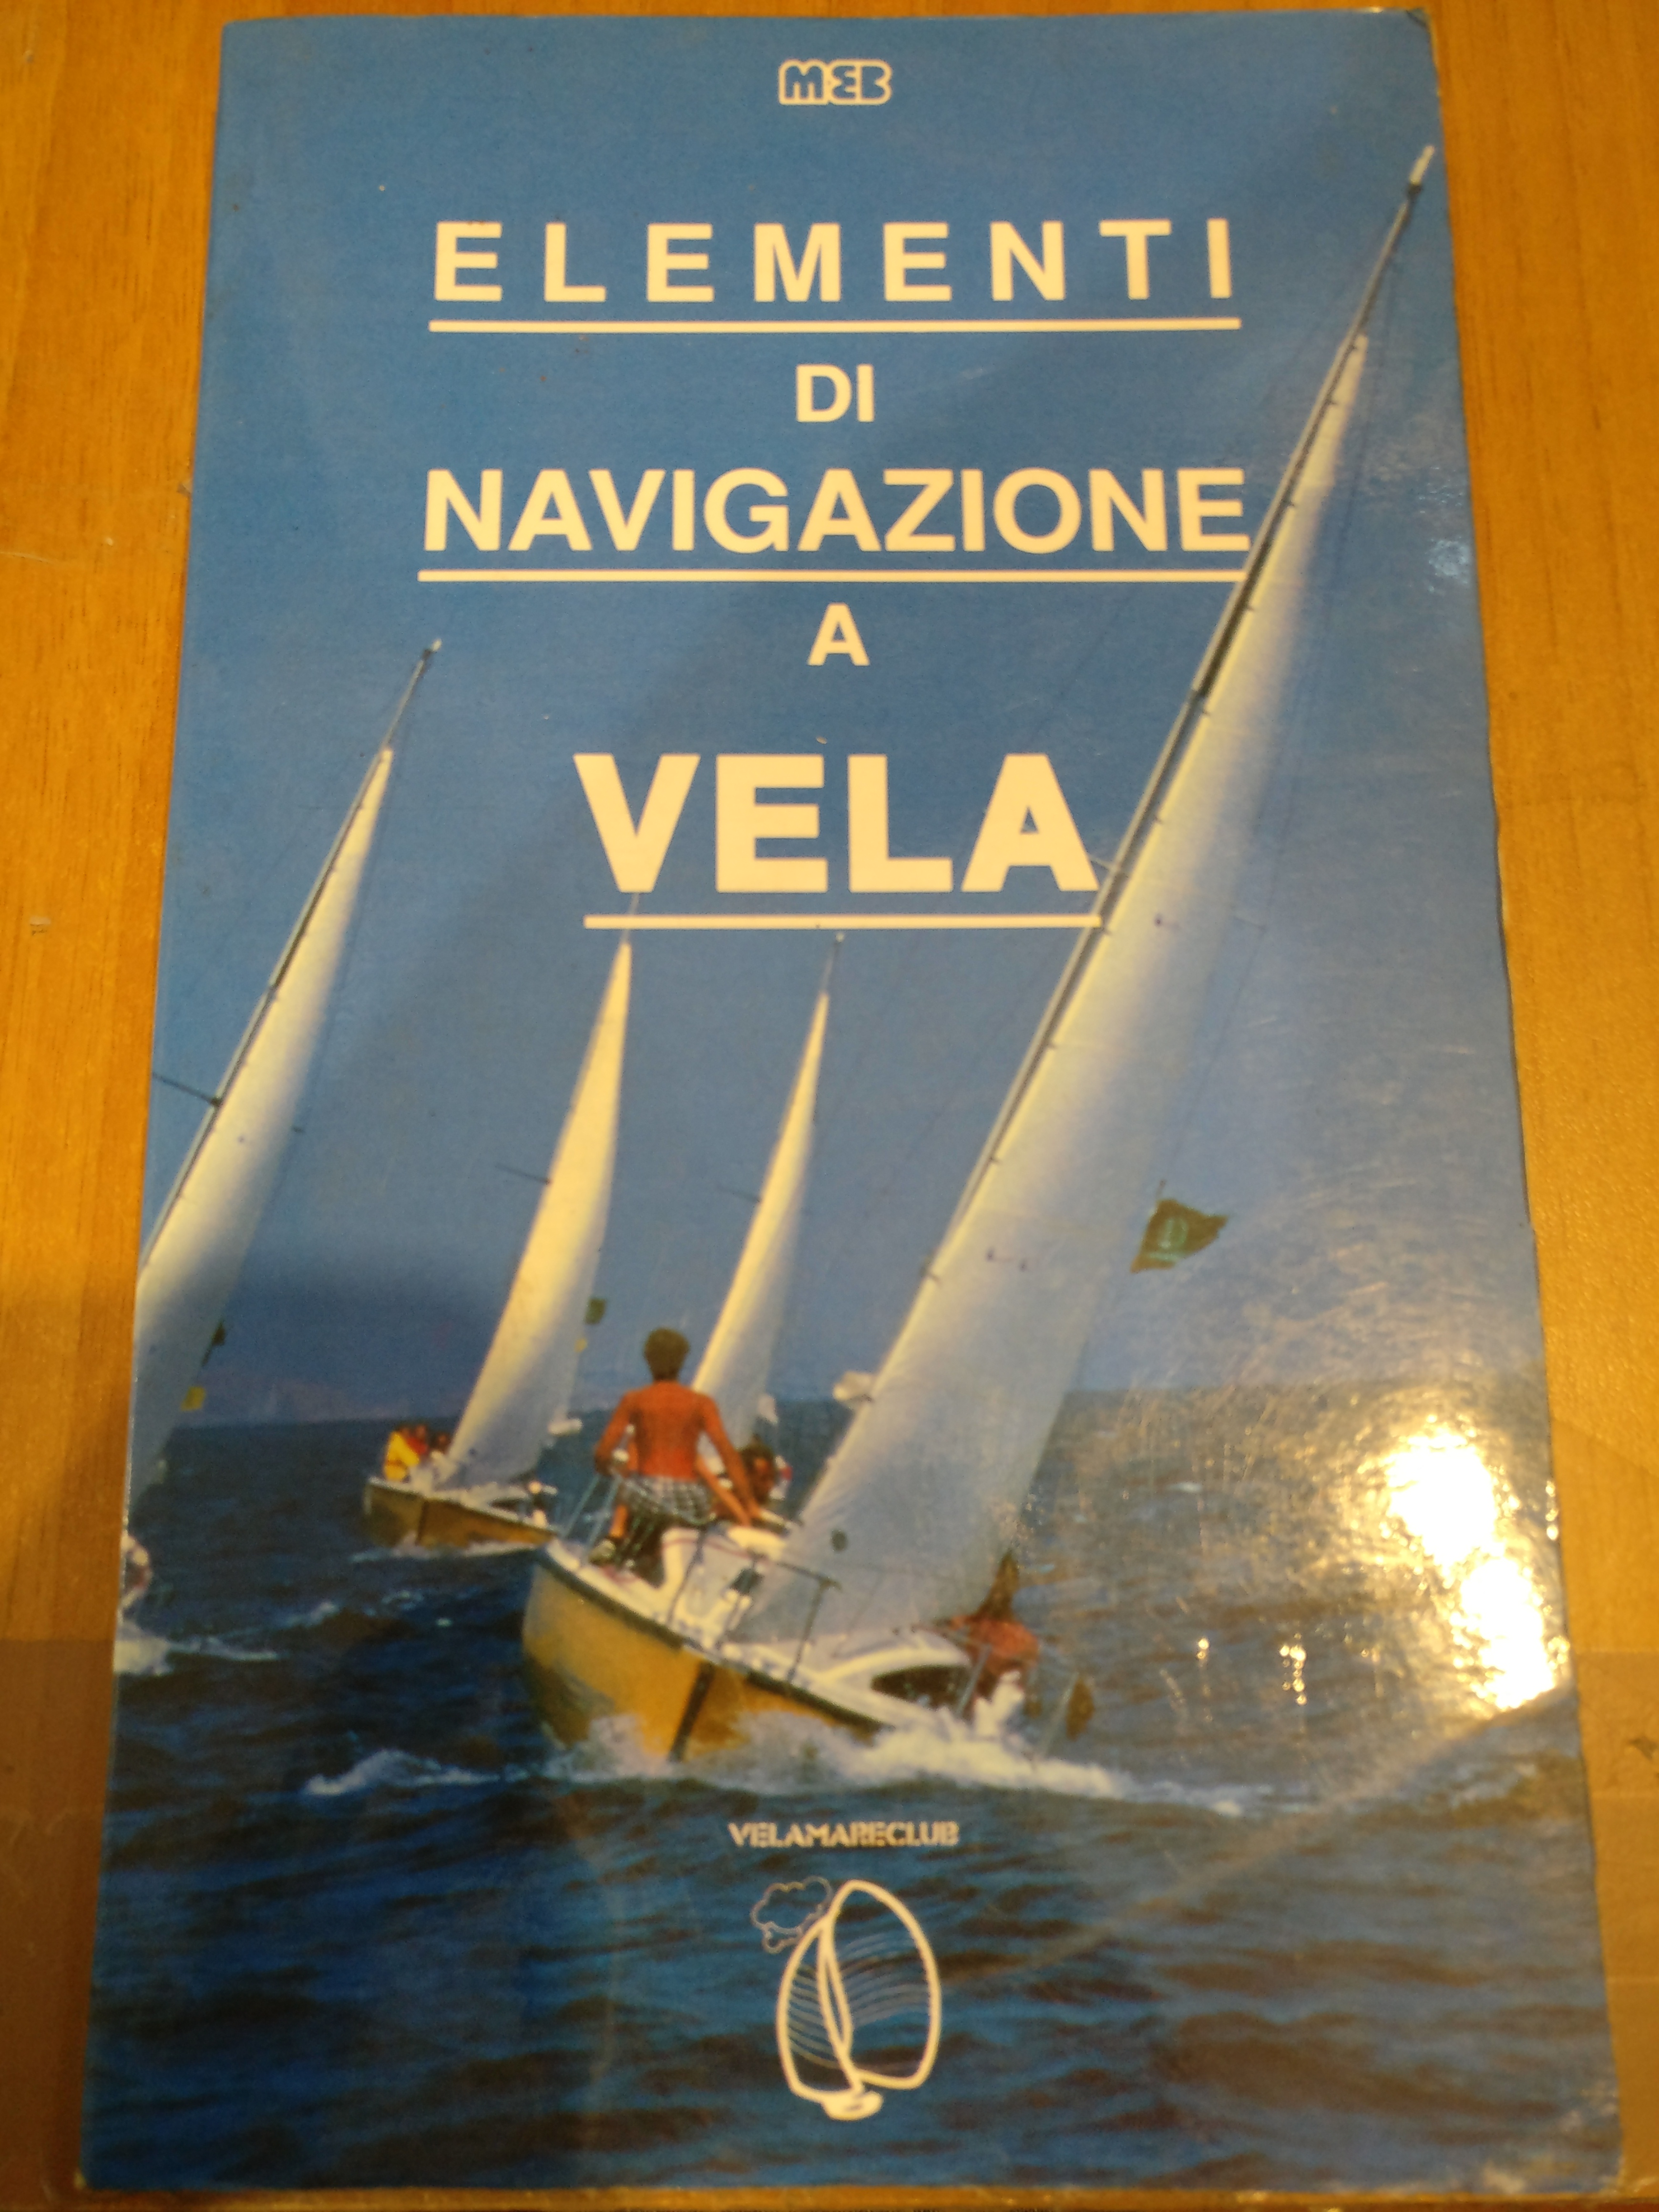 MEB
ELEMENTI
DI
NAVIGAZIONE
A
VELA
VELAMARECLUB